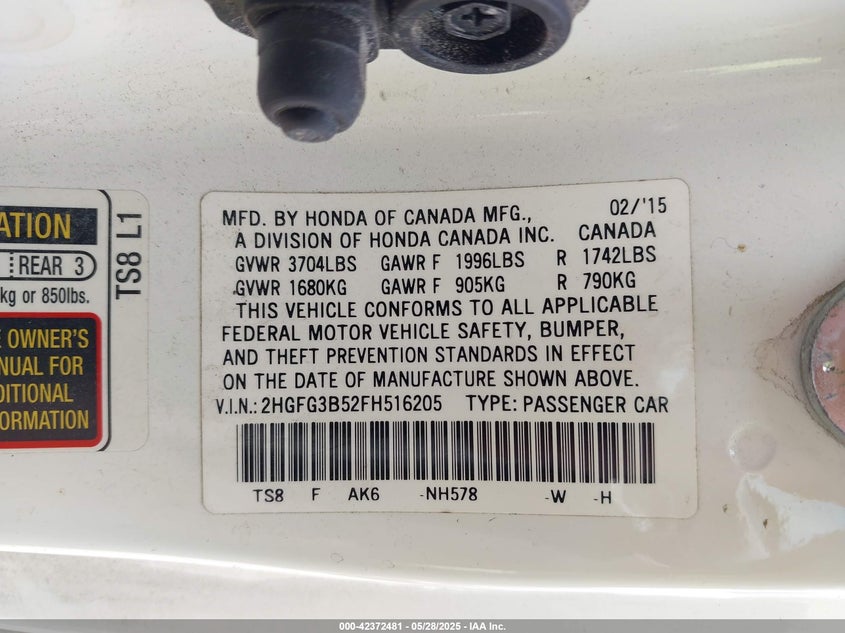 ATION
REAR 3
kg or 850lbs.
E OWNER'S
NUAL FOR
DITIONAL
FORMATION
TS8 L1
MFD. BY HONDA OF CANADA MFG., 02/'15
A DIVISION OF HONDA CANADA INC. CANADA
GVWR 3704LBS GAWR F 1996LBS R 1742LBS
GVWR 1680KG GAWR F 905KG R 790KG
THIS VEHICLE CONFORMS TO ALL APPLICABLE
FEDERAL MOTOR VEHICLE SAFETY, BUMPER,
AND THEFT PREVENTION STANDARDS IN EFFECT
ON THE DATE OF MANUFACTURE SHOWN ABOVE.
V.I.N.: 2HGFG3B52FH516205 TYPE: PASSENGER CAR
TS8 F AK6 -NH578 -W -H
000-42372481 - 05/28/2025 - IAA Inc.